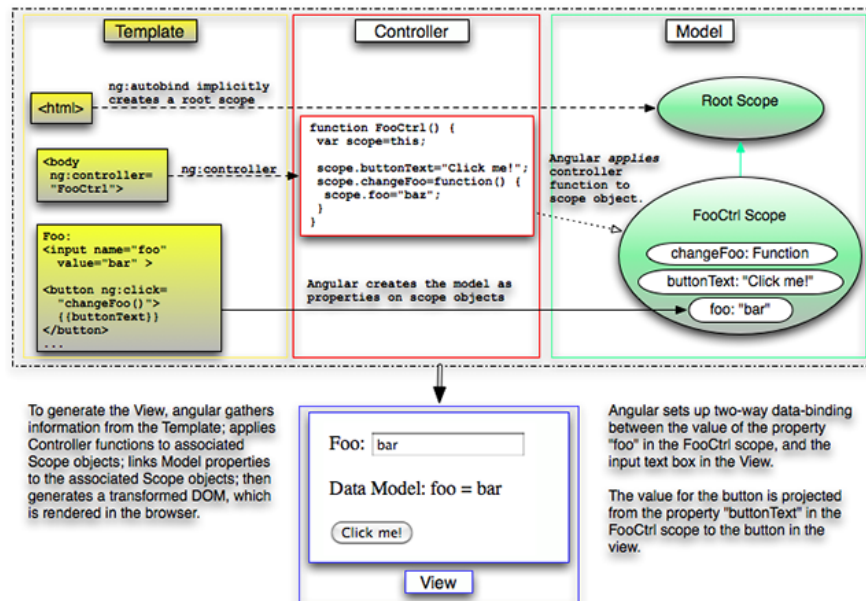 Template
Controller
Model
<html>
ng:autobind implicitly
creates a root scope
Root Scope
<body
ng:controller=
"FooCtrl">
ng:controller
function FooCtrl() {
var scope=this;
scope.buttonText="Click me!";
scope.changeFoo=function() {
scope.foo="baz";
}
}
Angular applies
controller
function to
scope object.
FooCtrl Scope
changeFoo: Function
buttonText: "Click me!"
foo: "bar"
Foo:
<input name="foo"
value="bar" >
<button ng:click=
"changeFoo()">
{{buttonText}}
</button>
...
Angular creates the model as
properties on scope objects
To generate the View, angular gathers
information from the Template; applies
Controller functions to associated
Scope objects; links Model properties
to the associated Scope objects; then
generates a transformed DOM, which
is rendered in the browser.
Foo: bar
Data Model: foo = bar
Click me!
View
Angular sets up two-way data-binding
between the value of the property
"foo" in the FooCtrl scope, and the
input text box in the View.
The value for the button is projected
from the property "buttonText" in the
FooCtrl scope to the button in the
view.